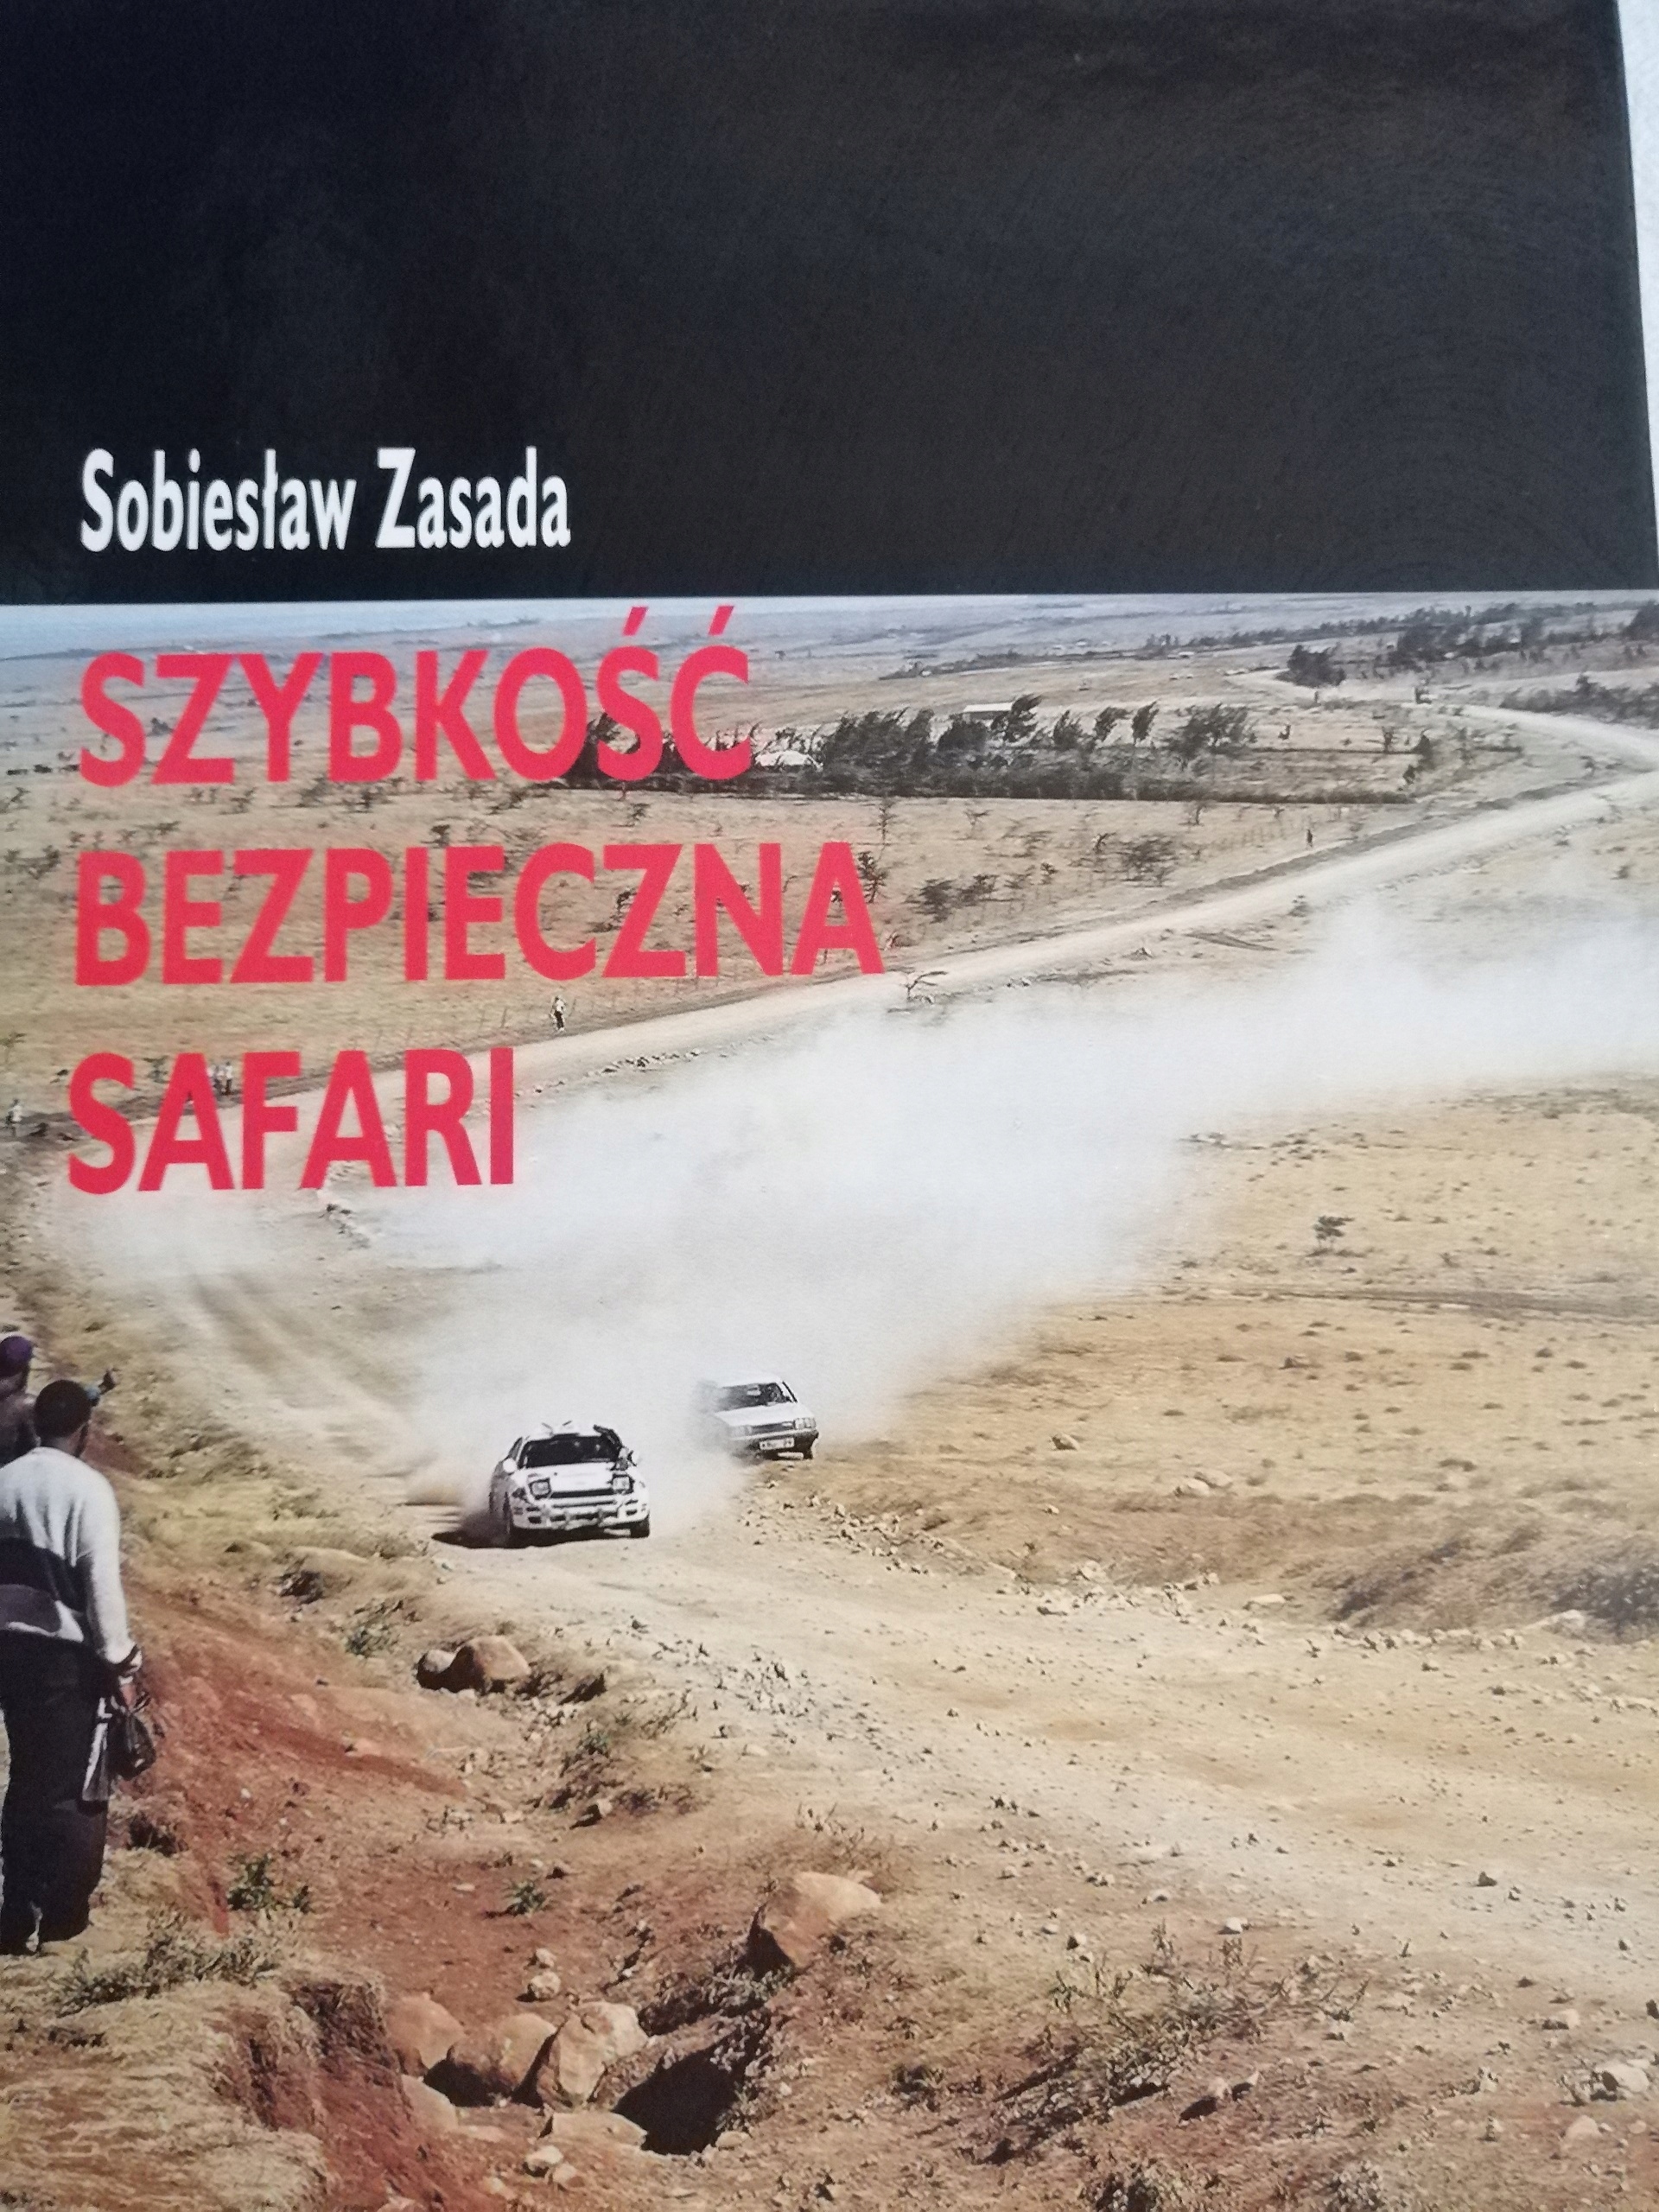 Sobiesław Zasada
SZYBKOŚĆ
BEZPIECZNA
SAFARI